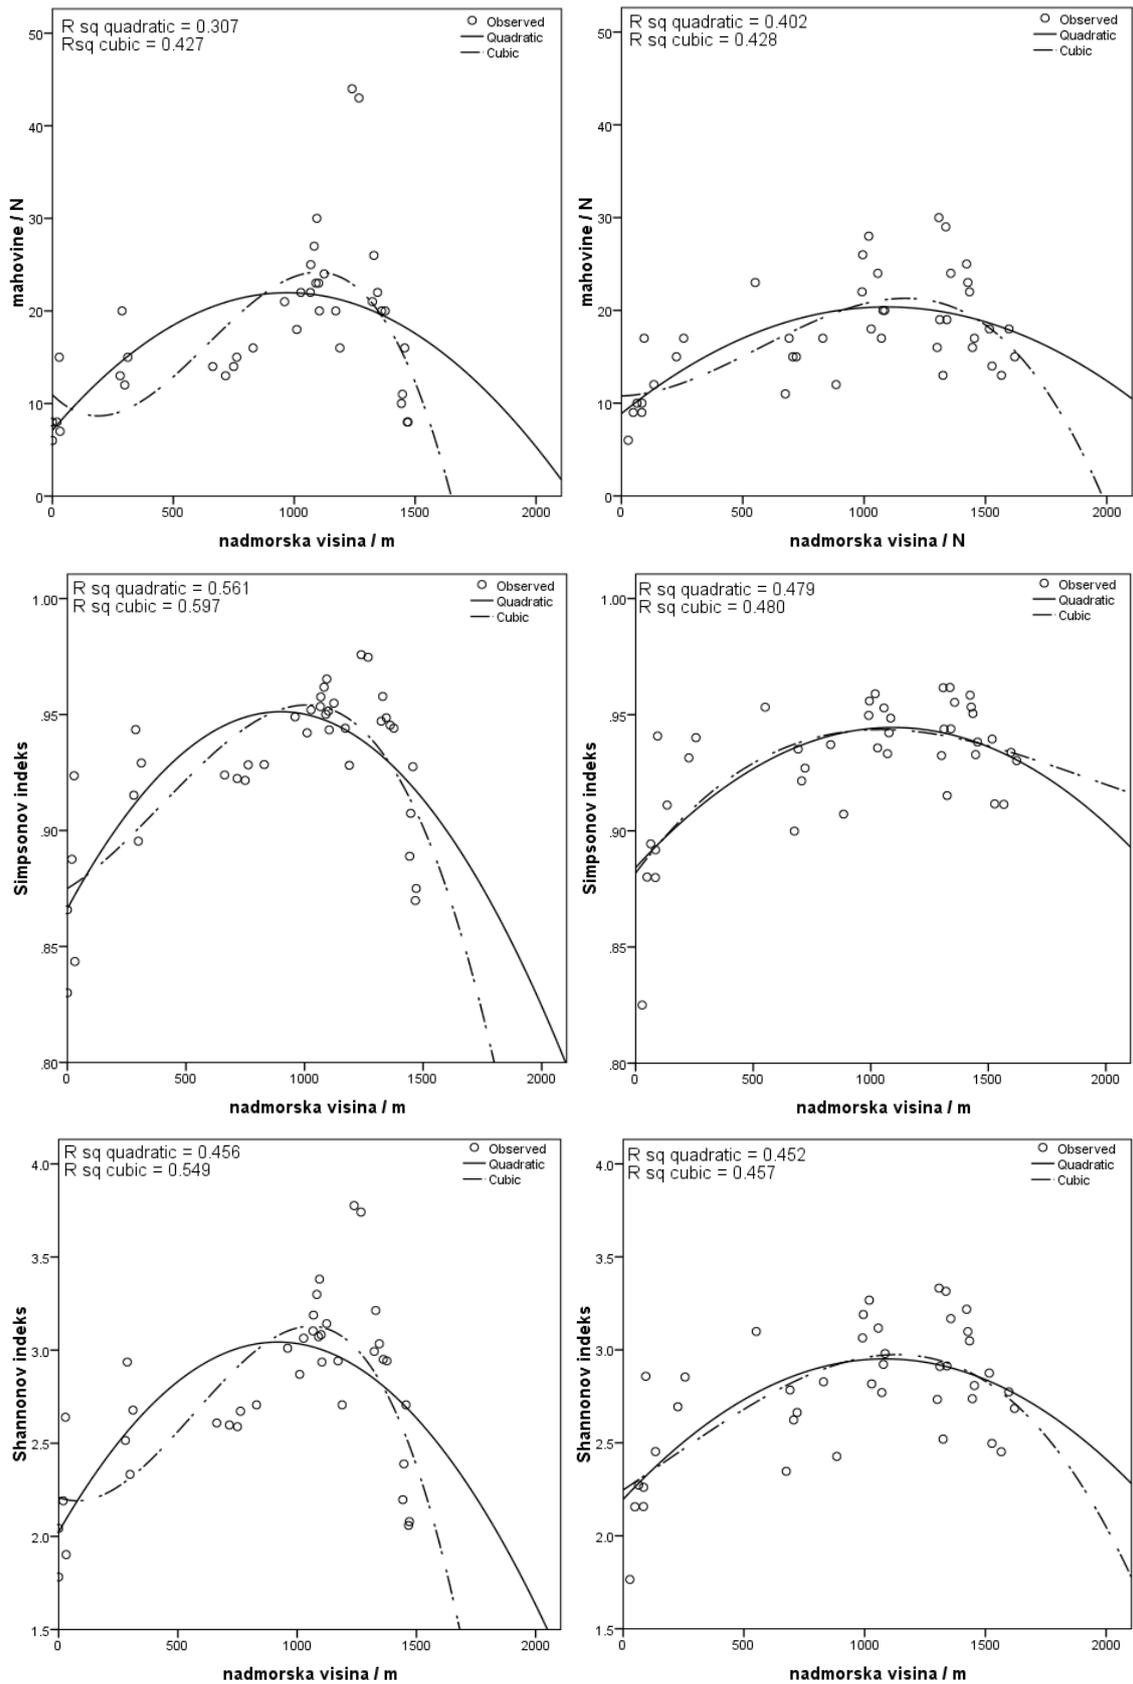 R sq quadratic = 0.307
Rsq cubic = 0.427
Observed
Quadratic
Cubic
50
40
30
20
10
0
mahovine / N
0 500 1000 1500 2000
nadmorska visina / m
R sq quadratic = 0.402
R sq cubic = 0.428
Observed
Quadratic
Cubic
50
40
30
20
10
0
mahovine / N
0 500 1000 1500 2000
nadmorska visina / N
R sq quadratic = 0.561
R sq cubic = 0.597
Observed
Quadratic
Cubic
1.00
.95
.90
.85
.80
Simpsonov indeks
0 500 1000 1500 2000
nadmorska visina / m
R sq quadratic = 0.479
R sq cubic = 0.480
Observed
Quadratic
Cubic
1.00
.95
.90
.85
.80
Simpsonov indeks
0 500 1000 1500 2000
nadmorska visina / m
R sq quadratic = 0.456
R sq cubic = 0.549
Observed
Quadratic
Cubic
4.0
3.5
3.0
2.5
2.0
1.5
Shannonov indeks
0 500 1000 1500 2000
nadmorska visina / m
R sq quadratic = 0.452
R sq cubic = 0.457
Observed
Quadratic
Cubic
4.0
3.5
3.0
2.5
2.0
1.5
Shannonov indeks
0 500 1000 1500 2000
nadmorska visina / m